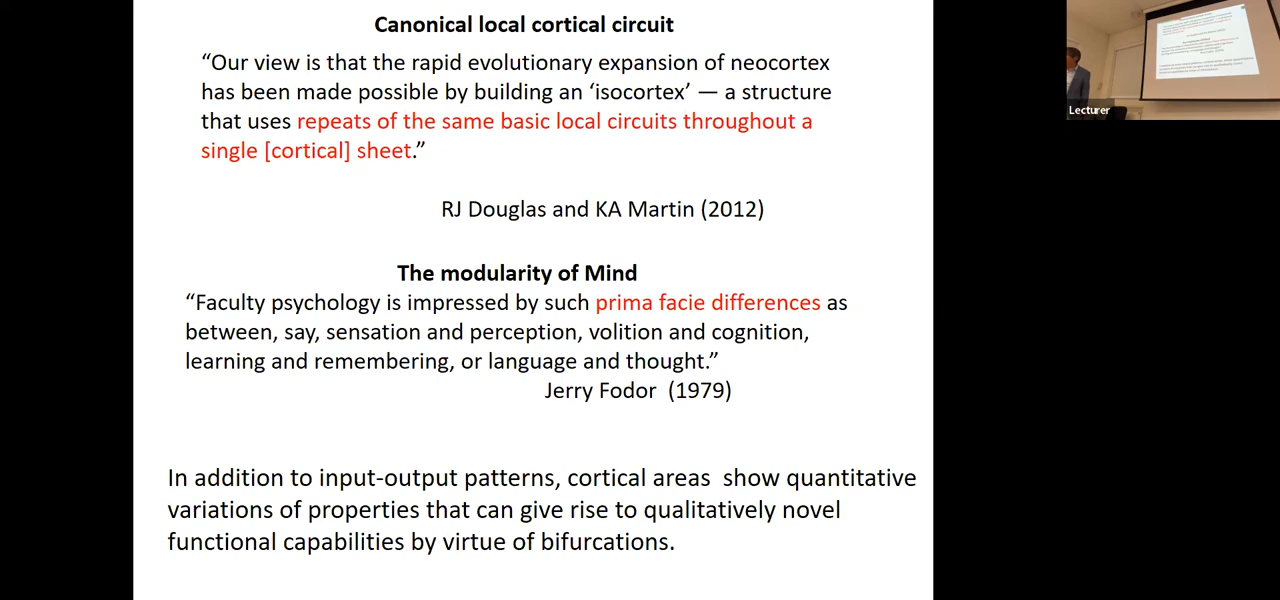 Canonical local cortical circuit
“Our view is that the rapid evolutionary expansion of neocortex
has been made possible by building an ‘isocortex’ — a structure
that uses repeats of the same basic local circuits throughout a
single [cortical] sheet.”
RJ Douglas and KA Martin (2012)
The modularity of Mind
“Faculty psychology is impressed by such prima facie differences as
between, say, sensation and perception, volition and cognition,
learning and remembering, or language and thought.”
Jerry Fodor (1979)
In addition to input-output patterns, cortical areas show quantitative
variations of properties that can give rise to qualitatively novel
functional capabilities by virtue of bifurcations.
Lecturer